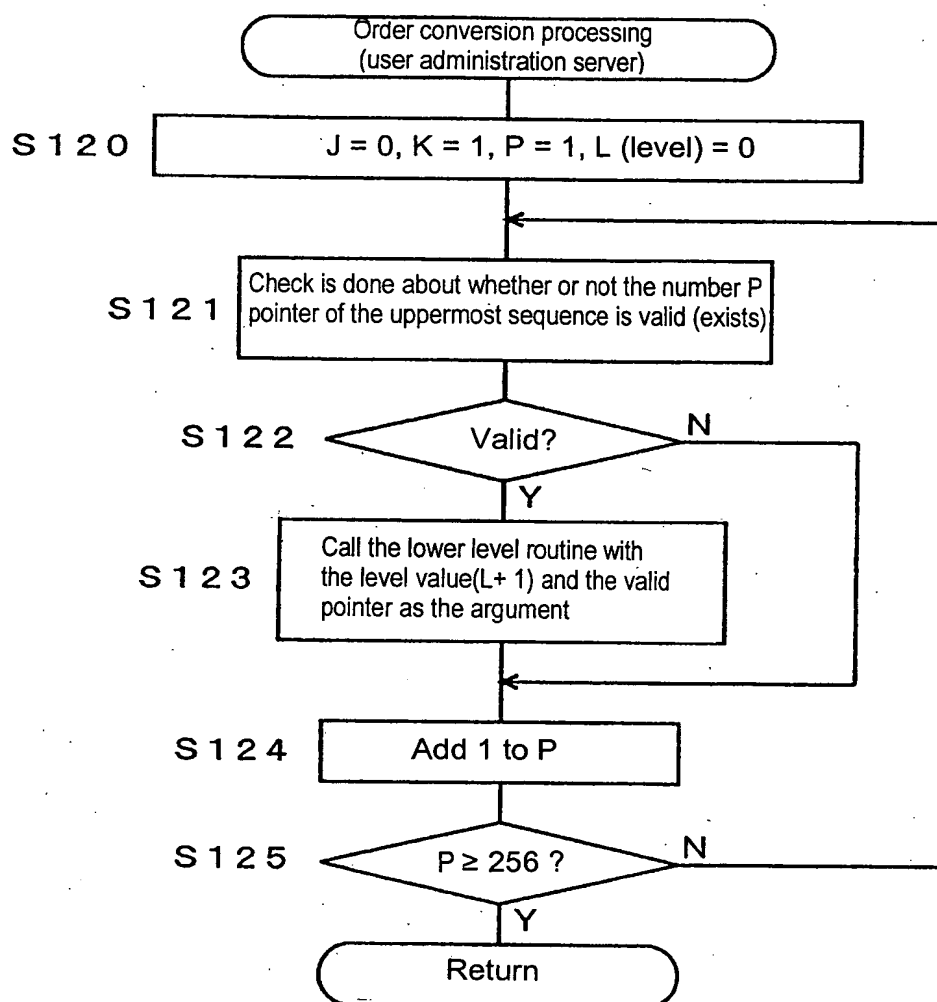 Order conversion processing
(user administration server)
S120
J = 0, K = 1, P = 1, L (level) = 0
S121
Check is done about whether or not the number P
pointer of the uppermost sequence is valid (exists)
S122
Valid?
N
Y
S123
Call the lower level routine with
the level value(L+ 1) and the valid
pointer as the argument
S124
Add 1 to P
S125
P ≥ 256 ?
N
Y
Return